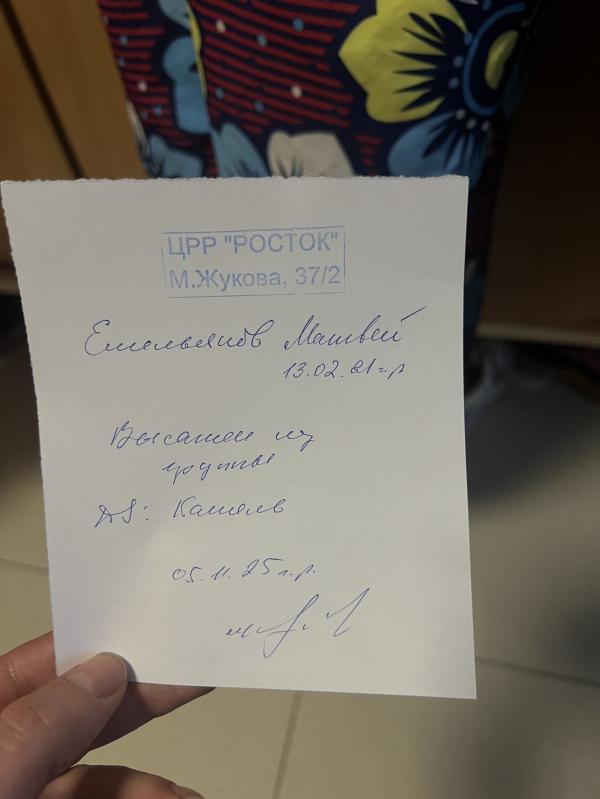 ЦРР "РОСТОК"
М.Жукова, 37/2
Емельянов Матвей
13.02.21 г.р
Высажен из
группы
DS: Кашель
05.11.25 г.р.